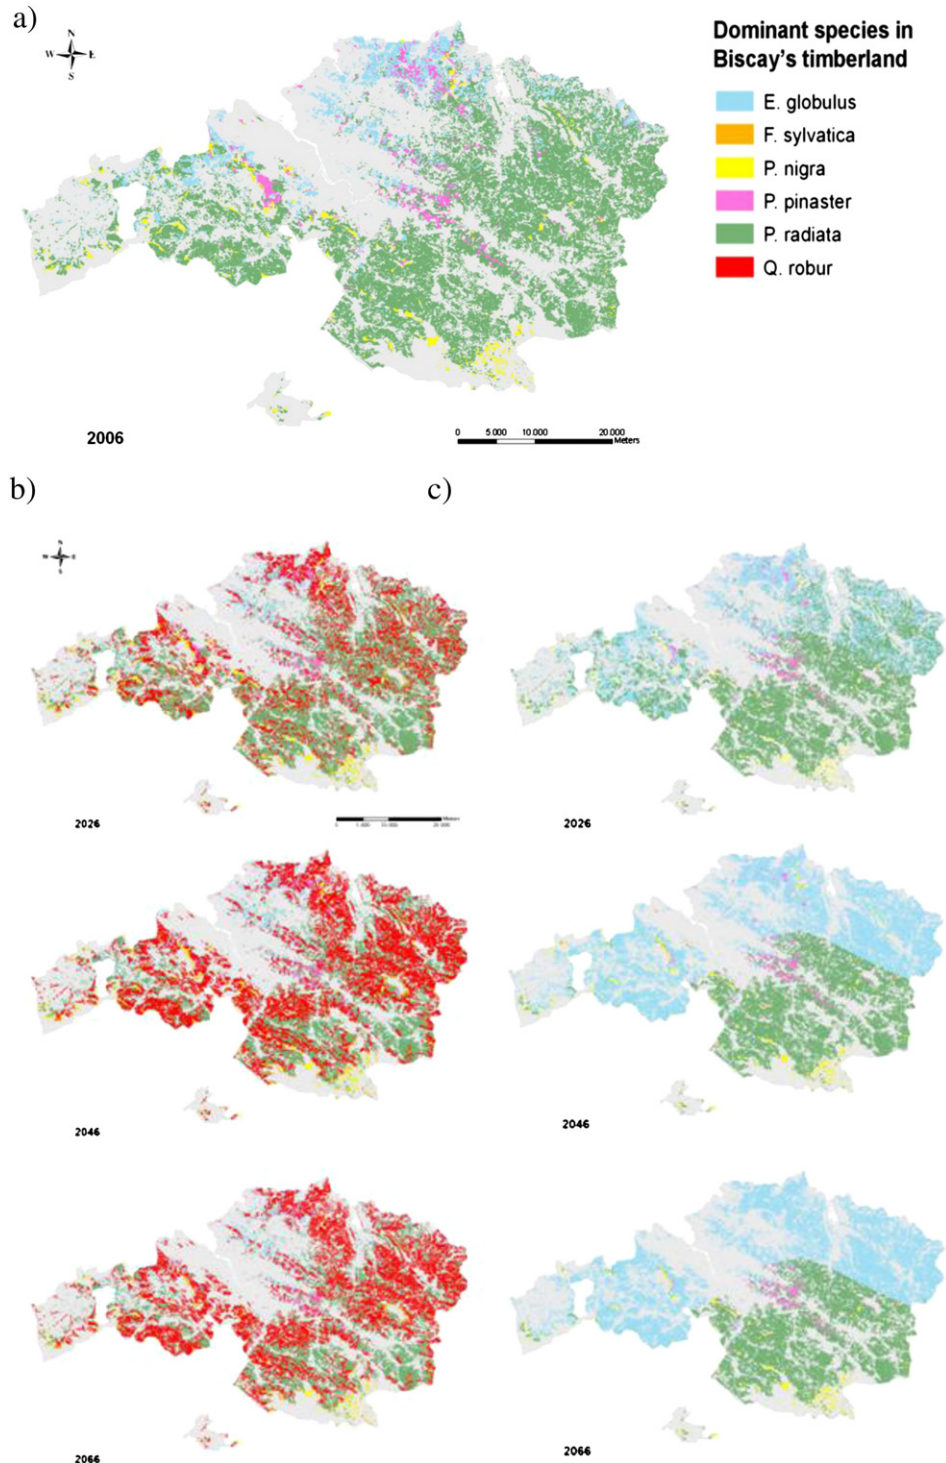 a)
N
W E
S
Dominant species in
Biscay's timberland
E. globulus
F. sylvatica
P. nigra
P. pinaster
P. radiata
Q. robur
2006
0 5 000 10 000 20 000
Meters
b)
c)
N
S
2026
2026
2046
2046
2066
2066